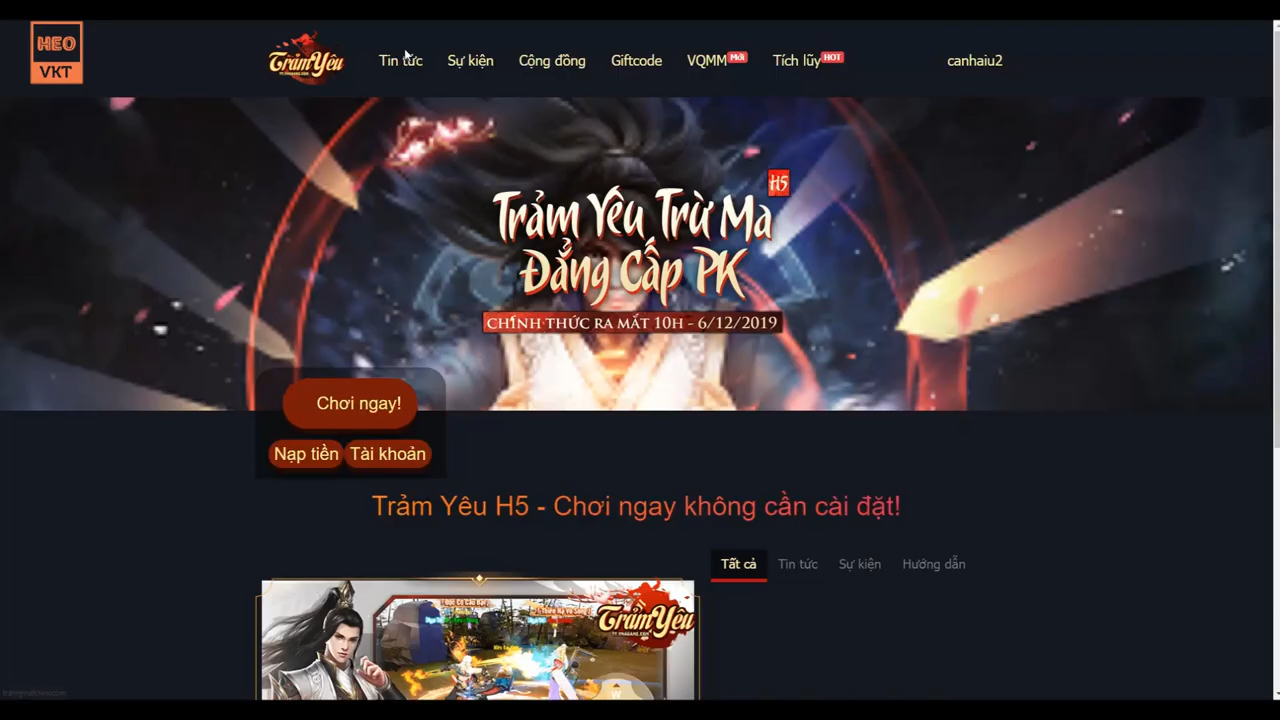 HEO
VKT
Trảm Yêu
Tin tức
Sự kiện
Cộng đồng
Giftcode
VQMM Mới
Tích lũy HOT
canhaiu2
H5
Trảm Yêu Trừ Ma
Đẳng Cấp PK
CHÍNH THỨC RA MẮT 10H - 6/12/2019
Chơi ngay!
Nạp tiền
Tài khoản
Trảm Yêu H5 - Chơi ngay không cần cài đặt!
Tất cả
Tin tức
Sự kiện
Hướng dẫn
Trảm Yêu